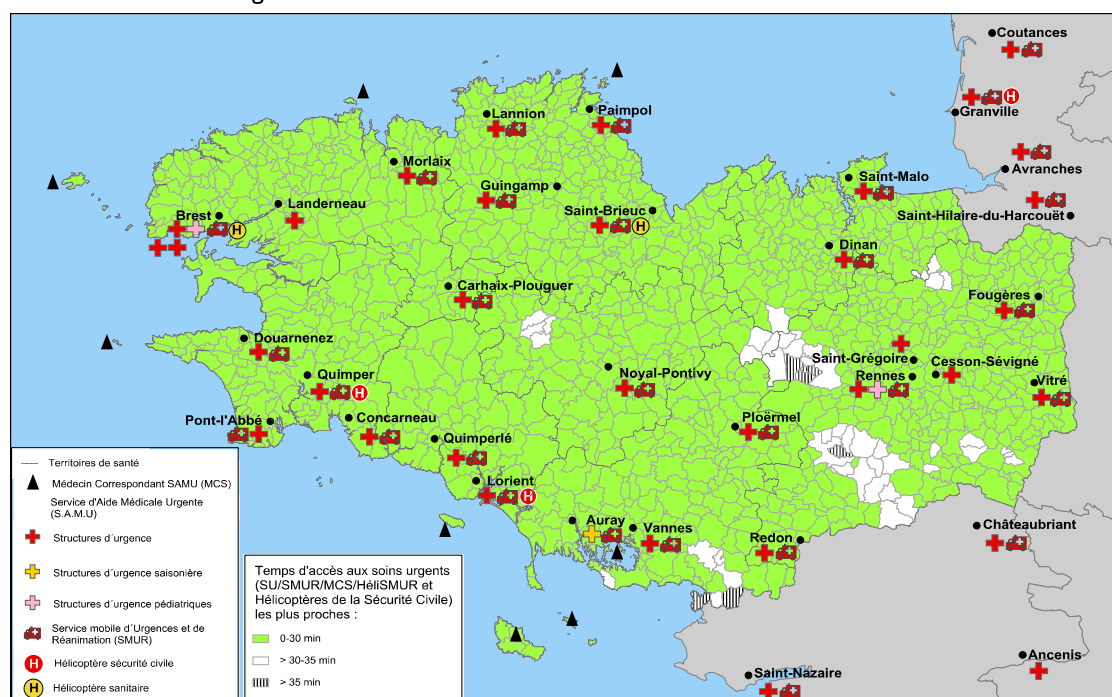 Coutances
Granville
Lannion
Paimpol
Avranches
Morlaix
Saint-Malo
Guingamp
Landerneau
Brest
Saint-Brieuc
Saint-Hilaire-du-Harcouët
H
H
H
Dinan
Carhaix-Plouguer
Fougères
Douarnenez
Saint-Grégoire
Cesson-Sévigné
Noyal-Pontivy
Rennes
Quimper
Vitré
H
Pont-l'Abbé
Concarneau
Ploërmel
Quimperlé
Lorient
H
Auray
Vannes
Redon
Châteaubriant
Ancenis
Saint-Nazaire
Territoires de santé
Médecin Correspondant SAMU (MCS)
Service d'Aide Médicale Urgente
(S.A.M.U)
Structures d´urgence
Structures d´urgence saisonière
Structures d´urgence pédiatriques
Service mobile d´Urgences et de
Réanimation (SMUR)
H Hélicoptère sécurité civile
H Hélicoptère sanitaire
Temps d'accès aux soins urgents
(SU/SMUR/MCS/HéliSMUR et
Hélicoptères de la Sécurité Civile)
les plus proches :
0-30 min
> 30-35 min
> 35 min